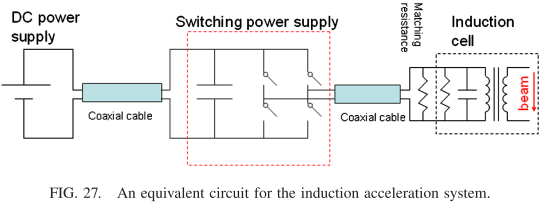 DC power
supply
Switching power supply
Matching
resistance
Induction
cell
Coaxial cable
Coaxial cable
beam
FIG. 27. An equivalent circuit for the induction acceleration system.